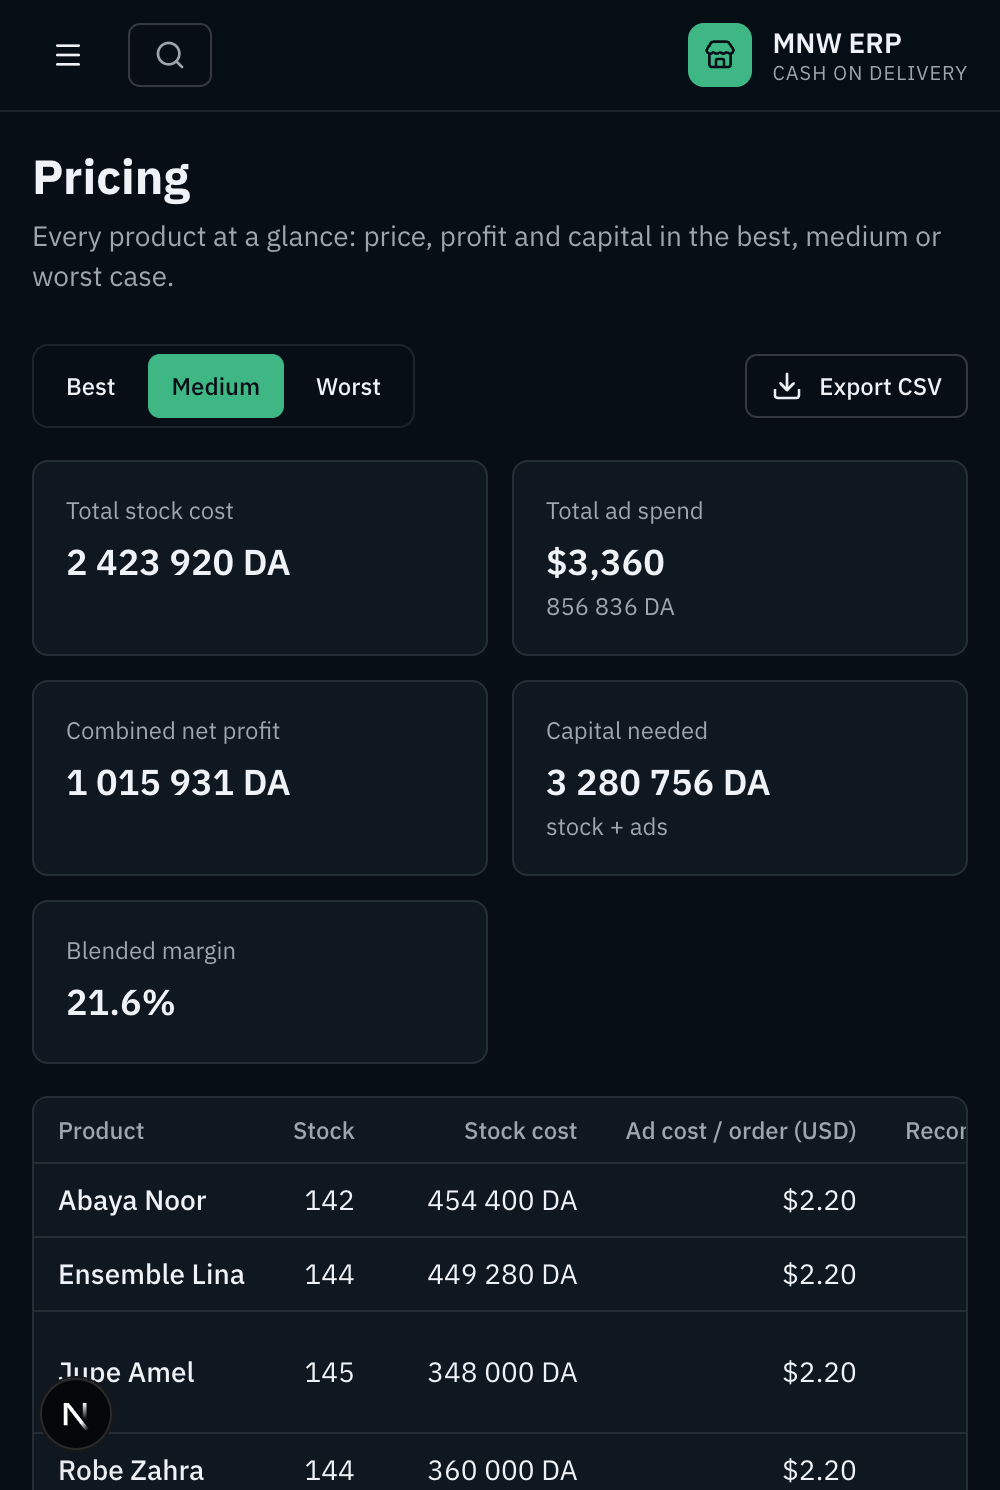 MNW ERP
CASH ON DELIVERY
Pricing
Every product at a glance: price, profit and capital in the best, medium or
worst case.
Best Medium Worst Export CSV
Total stock cost
2 423 920 DA
Total ad spend
$3,360
856 836 DA
Combined net profit
1 015 931 DA
Capital needed
3 280 756 DA
stock + ads
Blended margin
21.6%
Product Stock Stock cost Ad cost / order (USD)
Abaya Noor 142 454 400 DA $2.20
Ensemble Lina 144 449 280 DA $2.20
Jupe Amel 145 348 000 DA $2.20
N
Robe Zahra 144 360 000 DA $2.20